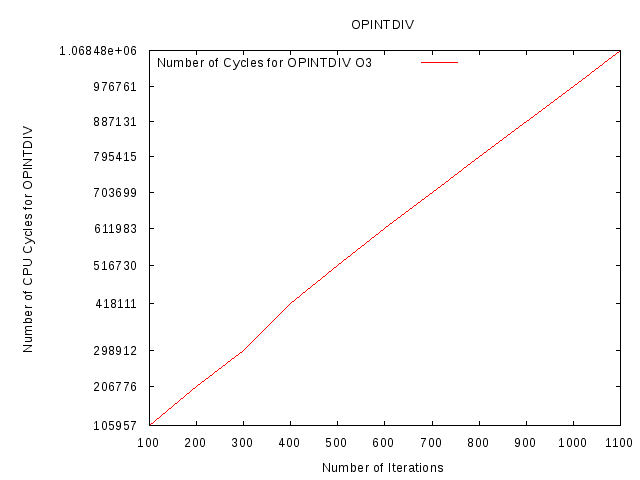 OPINTDIV
1.06848e+06
Number of Cycles for OPINTDIV O3
976761
887131
795415
703699
611983
516730
418111
298912
206776
105957
Number of CPU Cycles for OPINTDIV
100 200 300 400 500 600 700 800 900 1000 1100
Number of Iterations